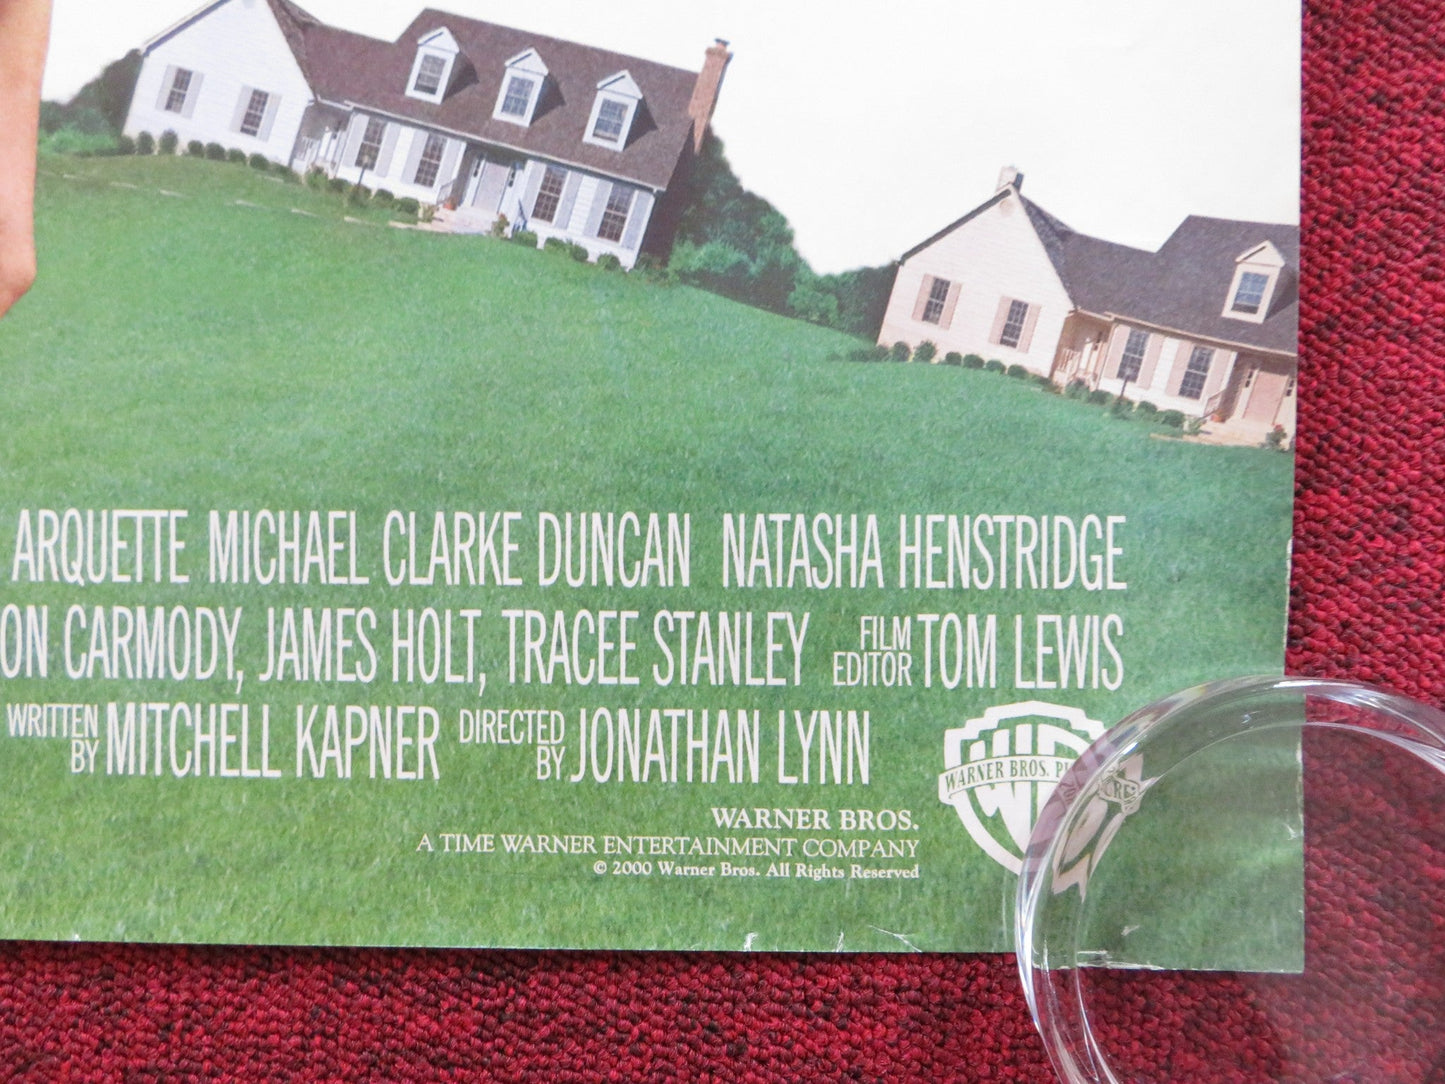 ARQUETTE MICHAEL CLARKE DUNCAN NATASHA HENSTRIDGE
ON CARMODY, JAMES HOLT, TRACEE STANLEY FILM EDITOR TOM LEWIS
WRITTEN BY MITCHELL KAPNER DIRECTED BY JONATHAN LYNN
WARNER BROS.
WARNER BROS.
A TIME WARNER ENTERTAINMENT COMPANY
© 2000 Warner Bros. All Rights Reserved